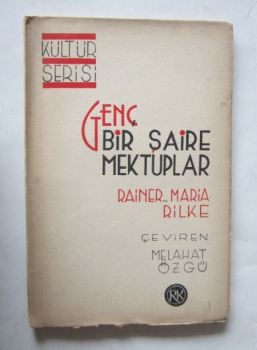 KÜLTÜR
SERİSİ
GENÇ
BİR ŞAİRE
MEKTUPLAR
RAINER MARIA
RILKE
ÇEVİREN
MELAHAT
ÖZGÜ
RK